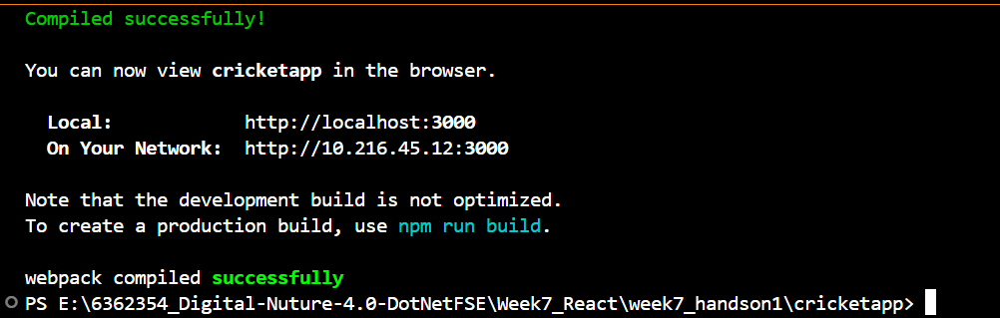 Compiled successfully!
You can now view cricketapp in the browser.
Local: http://localhost:3000
On Your Network: http://10.216.45.12:3000
Note that the development build is not optimized.
To create a production build, use npm run build.
webpack compiled successfully
PS E:\6362354_Digital-Nuture-4.0-DotNetFSE\Week7_React\week7_handson1\cricketapp>